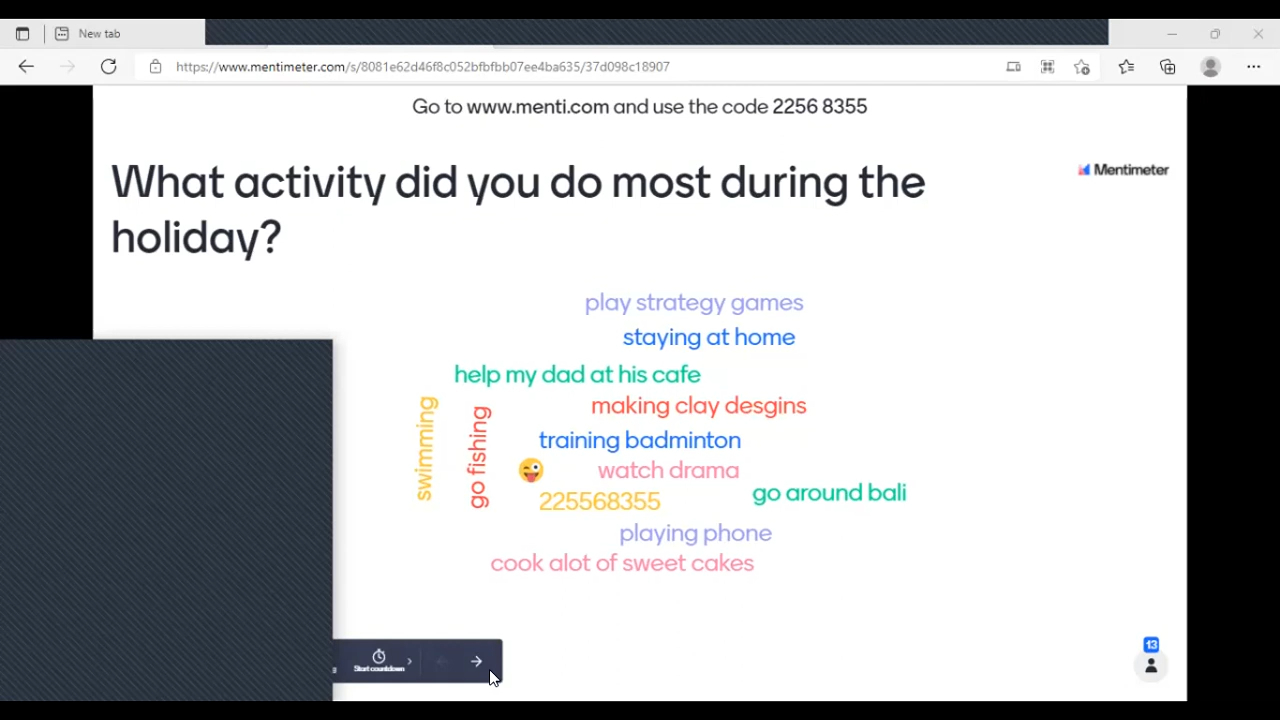 New tab
https://www.mentimeter.com/s/8081e62d46f8c052bfbfbb07ee4ba635/37d098c18907
Go to www.menti.com and use the code 2256 8355
What activity did you do most during the
holiday?
Mentimeter
play strategy games
staying at home
help my dad at his cafe
making clay desgins
swimming
go fishing
training badminton
watch drama
go around bali
225568355
playing phone
cook alot of sweet cakes
Start countdown
13